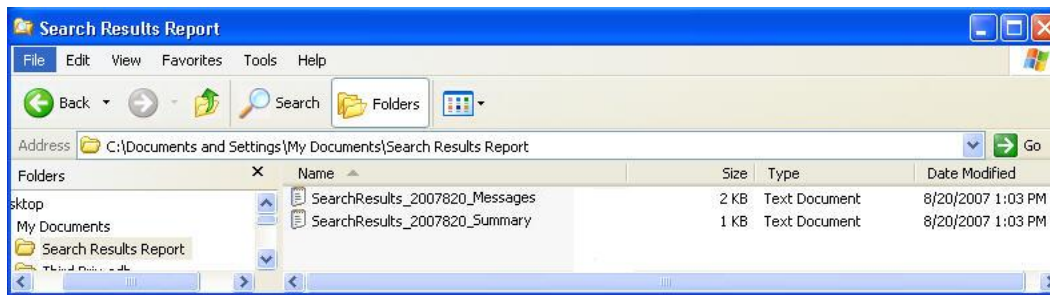 Search Results Report
File Edit View Favorites Tools Help
Back Search Folders
Address C:\Documents and Settings\My Documents\Search Results Report Go
Folders X Name Size Type Date Modified
sktop
My Documents
Search Results Report
SearchResults_2007820_Messages 2 KB Text Document 8/20/2007 1:03 PM
SearchResults_2007820_Summary 1 KB Text Document 8/20/2007 1:03 PM